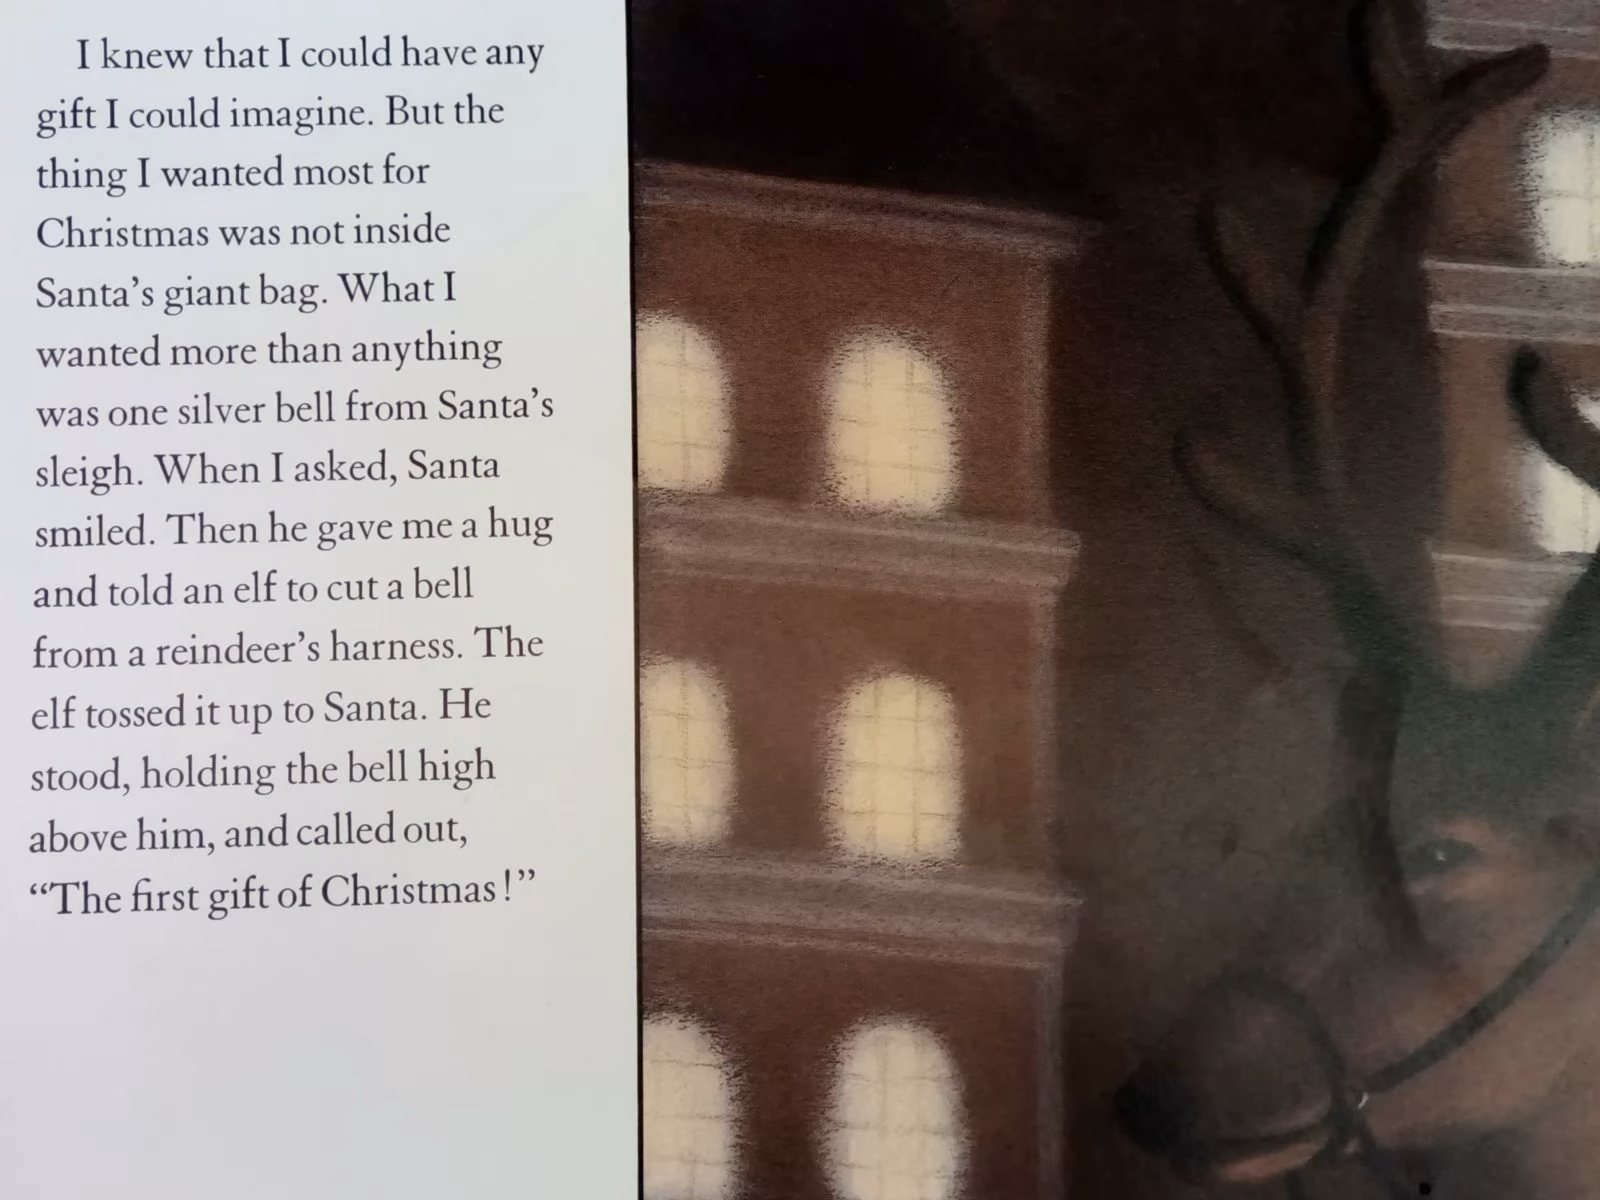 I knew that I could have any
gift I could imagine. But the
thing I wanted most for
Christmas was not inside
Santa’s giant bag. What I
wanted more than anything
was one silver bell from Santa’s
sleigh. When I asked, Santa
smiled. Then he gave me a hug
and told an elf to cut a bell
from a reindeer’s harness. The
elf tossed it up to Santa. He
stood, holding the bell high
above him, and called out,
“The first gift of Christmas!”